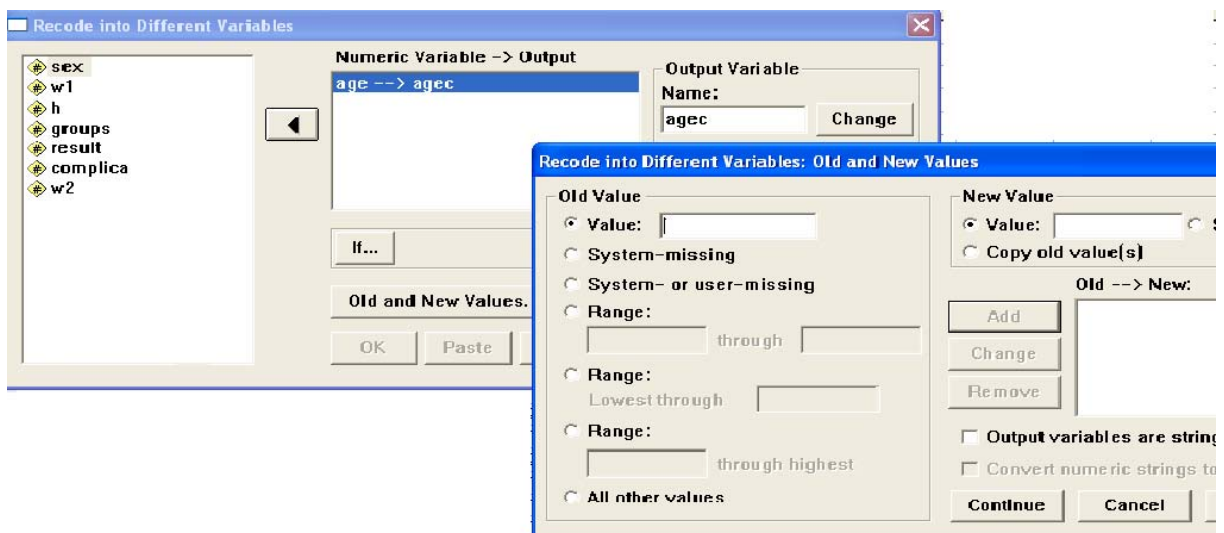 Recode into Different Variables
sex
w1
h
groups
result
complica
w2
Numeric Variable -> Output
age --> agec
Output Variable
Name:
agec
Change
If...
Old and New Values.
OK
Paste
Recode into Different Variables: Old and New Values
Old Value
Value:
System-missing
System- or user-missing
Range:
through
Range:
Lowest through
Range:
through highest
All other values
New Value
Value:
Copy old value(s)
Old --> New:
Add
Change
Remove
Output variables are string
Convert numeric strings to
Continue
Cancel